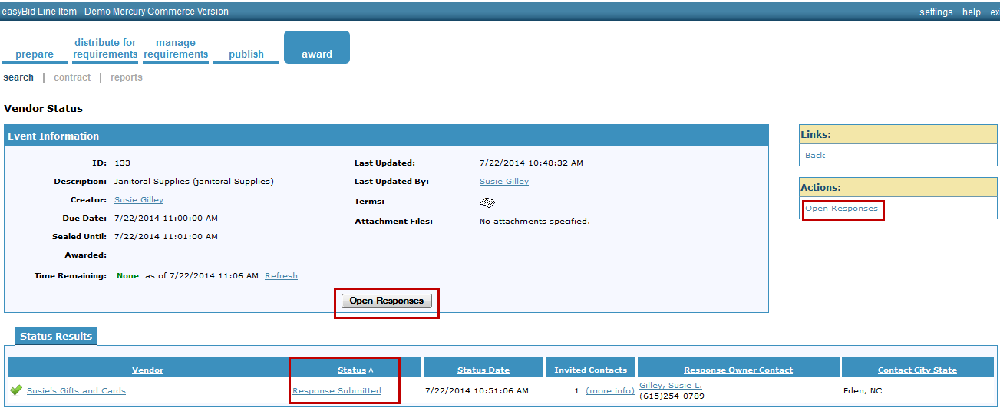 easyBid Line Item - Demo Mercury Commerce Version
settings help ex
prepare
distribute for
requirements
manage
requirements
publish
award
search | contract | reports
Vendor Status
Event Information
ID: 133
Description: Janitoral Supplies (janitoral Supplies)
Creator: Susie Gilley
Due Date: 7/22/2014 11:00:00 AM
Sealed Until: 7/22/2014 11:01:00 AM
Awarded:
Time Remaining: None as of 7/22/2014 11:06 AM Refresh
Last Updated: 7/22/2014 10:48:32 AM
Last Updated By: Susie Gilley
Terms:
Attachment Files: No attachments specified.
Open Responses
Links:
Back
Actions:
Open Responses
Status Results
Vendor Status ∧ Status Date Invited Contacts Response Owner Contact Contact City State
Susie's Gifts and Cards Response Submitted 7/22/2014 10:51:06 AM 1 (more info) Gilley, Susie L. Eden, NC
(615)254-0789